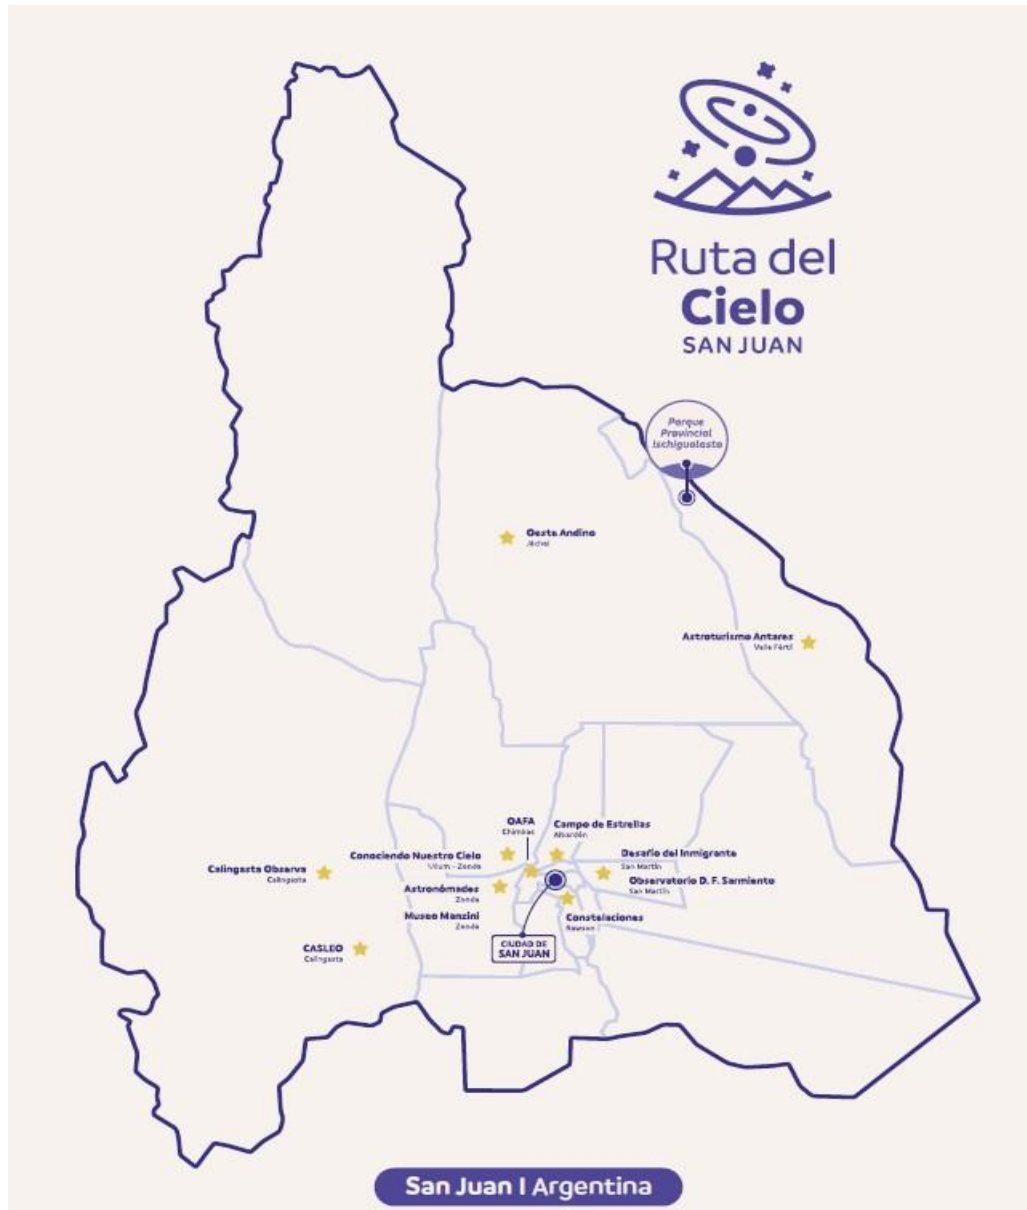 Ruta del
Cielo
SAN JUAN
Parque
Provincial
Ischigualasto
Oeste Andino
Jáchal
Astroturismo Antares
Valle Fértil
OAFA
Chimbas
Campo de Estrellas
Albardón
Conociendo Nuestro Cielo
Ullum - Zonda
Desafío del Inmigrante
San Martín
Calingasta Observa
Calingasta
Observatorio D. F. Sarmiento
San Martín
Astronómades
Zonda
Museo Manzini
Zonda
Constelaciones
Rawson
CASLEO
Calingasta
CIUDAD DE
SAN JUAN
San Juan | Argentina